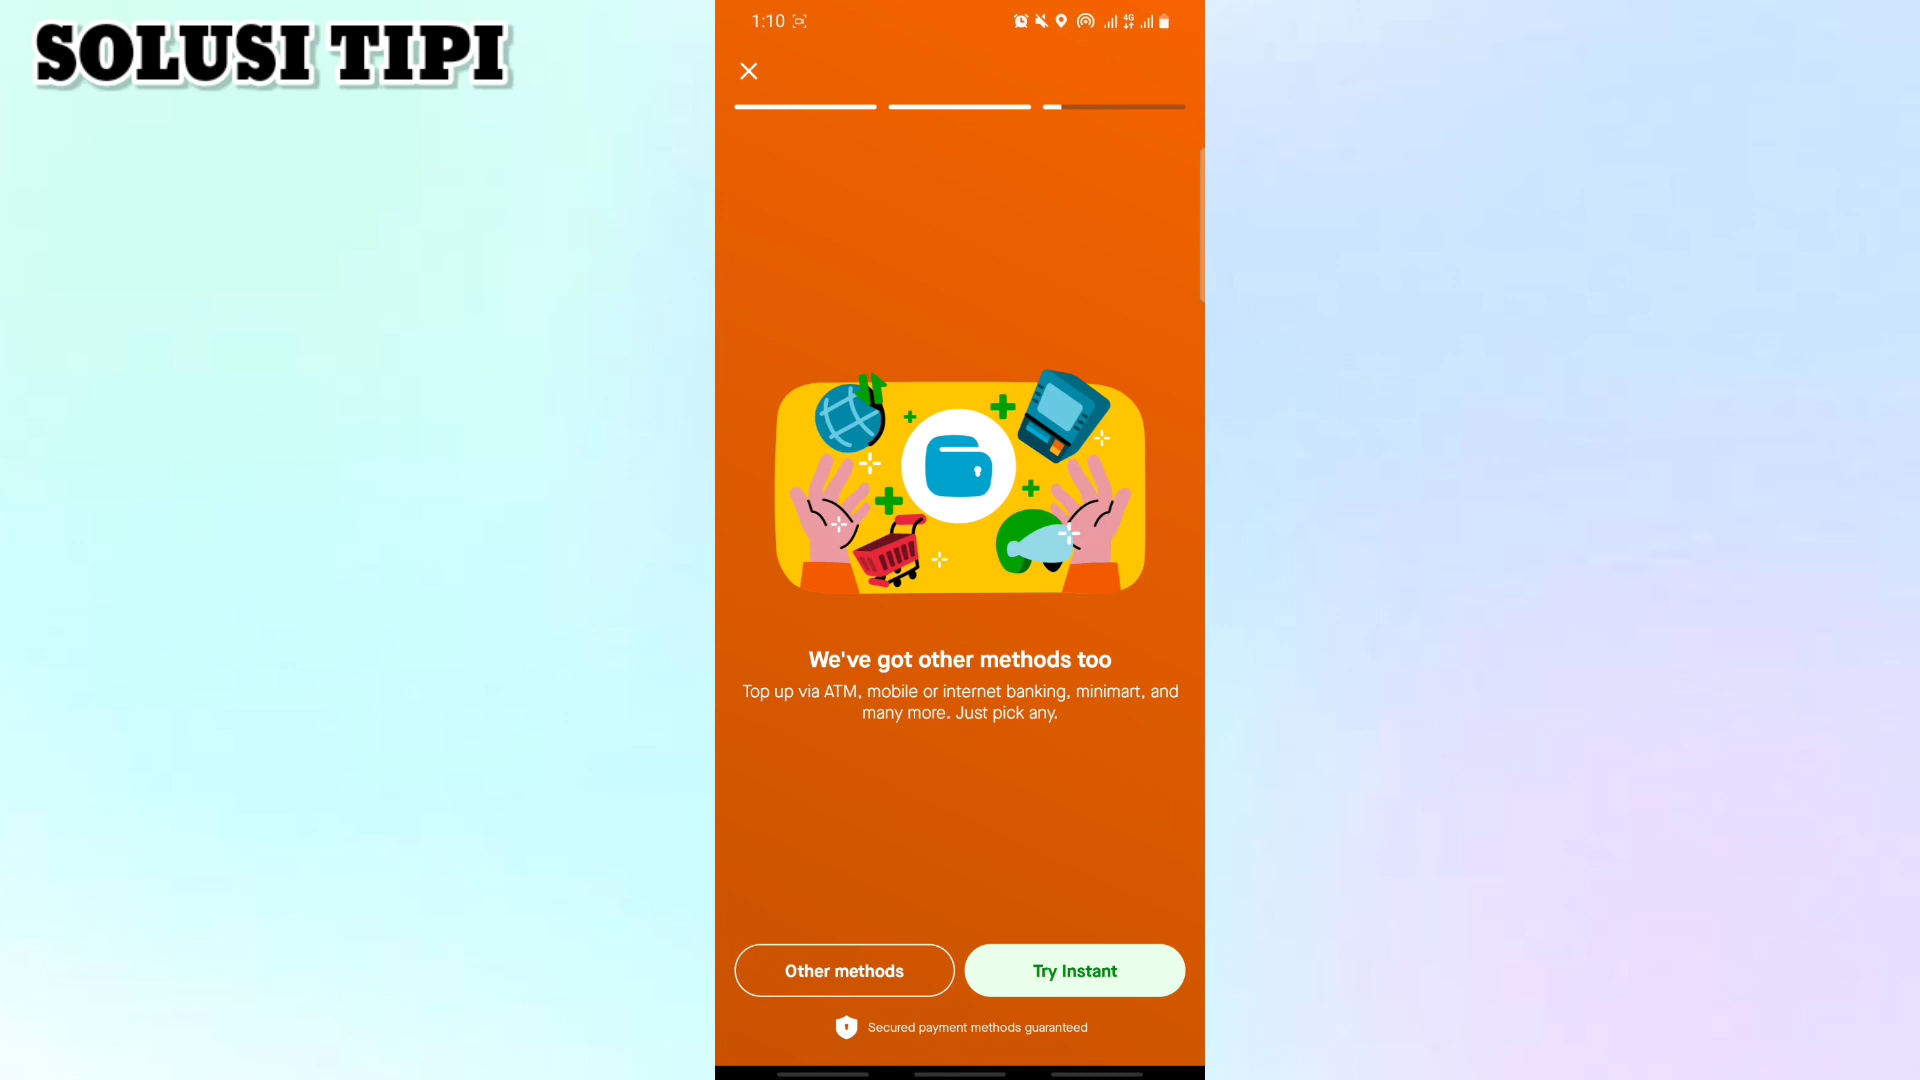 SOLUSI TIPI
1:10
4G
We've got other methods too
Top up via ATM, mobile or internet banking, minimart, and
many more. Just pick any.
Other methods
Try Instant
Secured payment methods guaranteed